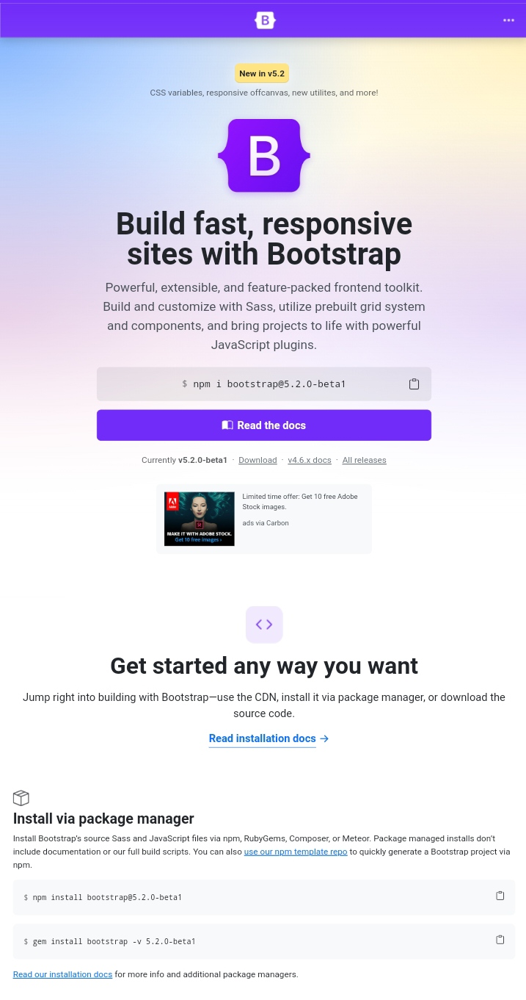 B
New in v5.2
CSS variables, responsive offcanvas, new utilites, and more!
B
Build fast, responsive
sites with Bootstrap
Powerful, extensible, and feature-packed frontend toolkit.
Build and customize with Sass, utilize prebuilt grid system
and components, and bring projects to life with powerful
JavaScript plugins.
$ npm i bootstrap@5.2.0-beta1
Read the docs
Currently v5.2.0-beta1 · Download · v4.6.x docs · All releases
Adobe
MAKE IT WITH ADOBE STOCK.
Get 10 free images ›
Limited time offer: Get 10 free Adobe
Stock images.
ads via Carbon
Get started any way you want
Jump right into building with Bootstrap—use the CDN, install it via package manager, or download the
source code.
Read installation docs →
Install via package manager
Install Bootstrap's source Sass and JavaScript files via npm, RubyGems, Composer, or Meteor. Package managed installs don't
include documentation or our full build scripts. You can also use our npm template repo to quickly generate a Bootstrap project via
npm.
$ npm install bootstrap@5.2.0-beta1
$ gem install bootstrap -v 5.2.0-beta1
Read our installation docs for more info and additional package managers.